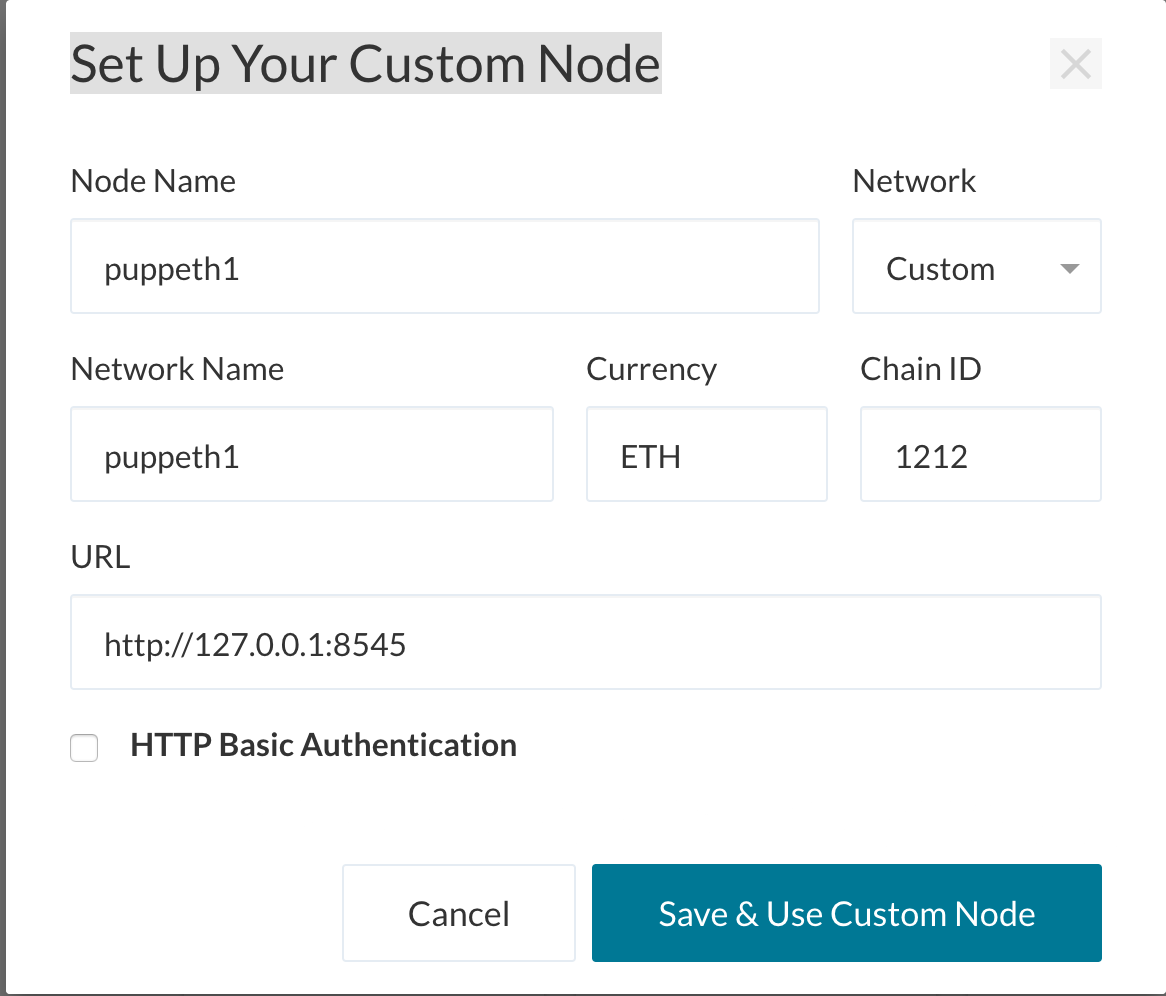 Set Up Your Custom Node
Node Name
Network
puppeth1
Custom
Network Name
Currency
Chain ID
puppeth1
ETH
1212
URL
http://127.0.0.1:8545
HTTP Basic Authentication
Cancel
Save & Use Custom Node